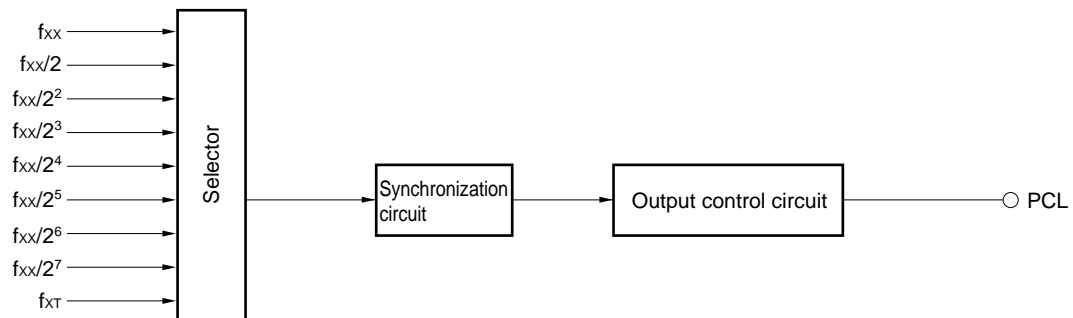 fXX
fXX/2
fXX/2²
fXX/2³
fXX/2⁴
fXX/2⁵
fXX/2⁶
fXX/2⁷
fXT
Selector
Synchronization
circuit
Output control circuit
PCL